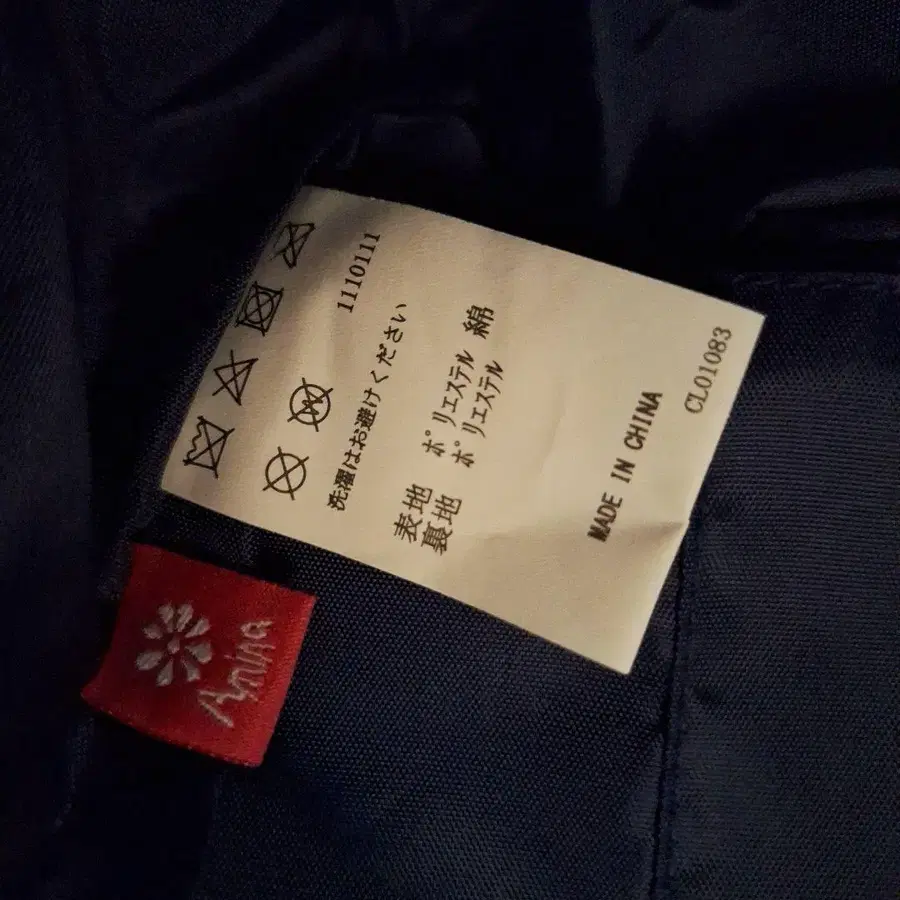 1110111
洗濯はお避けください
表地 ポリエステル 綿
裏地 ポリエステル
MADE IN CHINA
CL01083
Amina